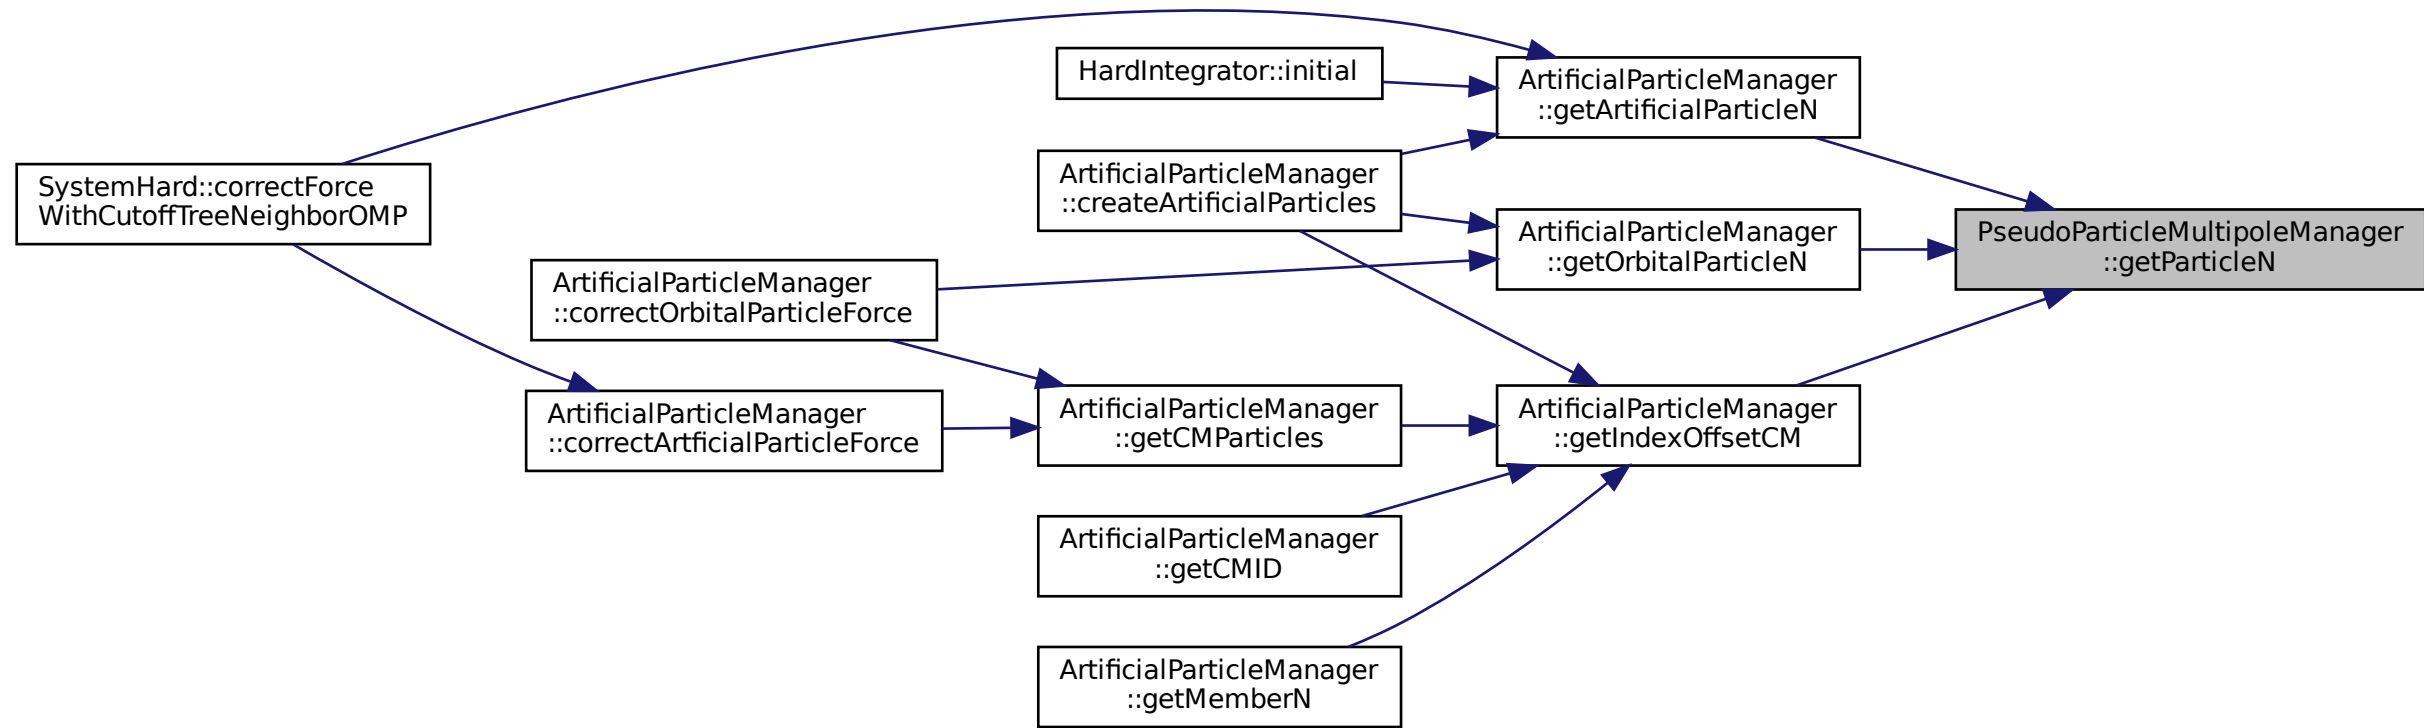 HardIntegrator::initial
ArtificialParticleManager
::getArtificialParticleN
SystemHard::correctForce
WithCutoffTreeNeighborOMP
ArtificialParticleManager
::createArtificialParticles
ArtificialParticleManager
::getOrbitalParticleN
PseudoParticleMultipoleManager
::getParticleN
ArtificialParticleManager
::correctOrbitalParticleForce
ArtificialParticleManager
::correctArtficialParticleForce
ArtificialParticleManager
::getCMParticles
ArtificialParticleManager
::getIndexOffsetCM
ArtificialParticleManager
::getCMID
ArtificialParticleManager
::getMemberN